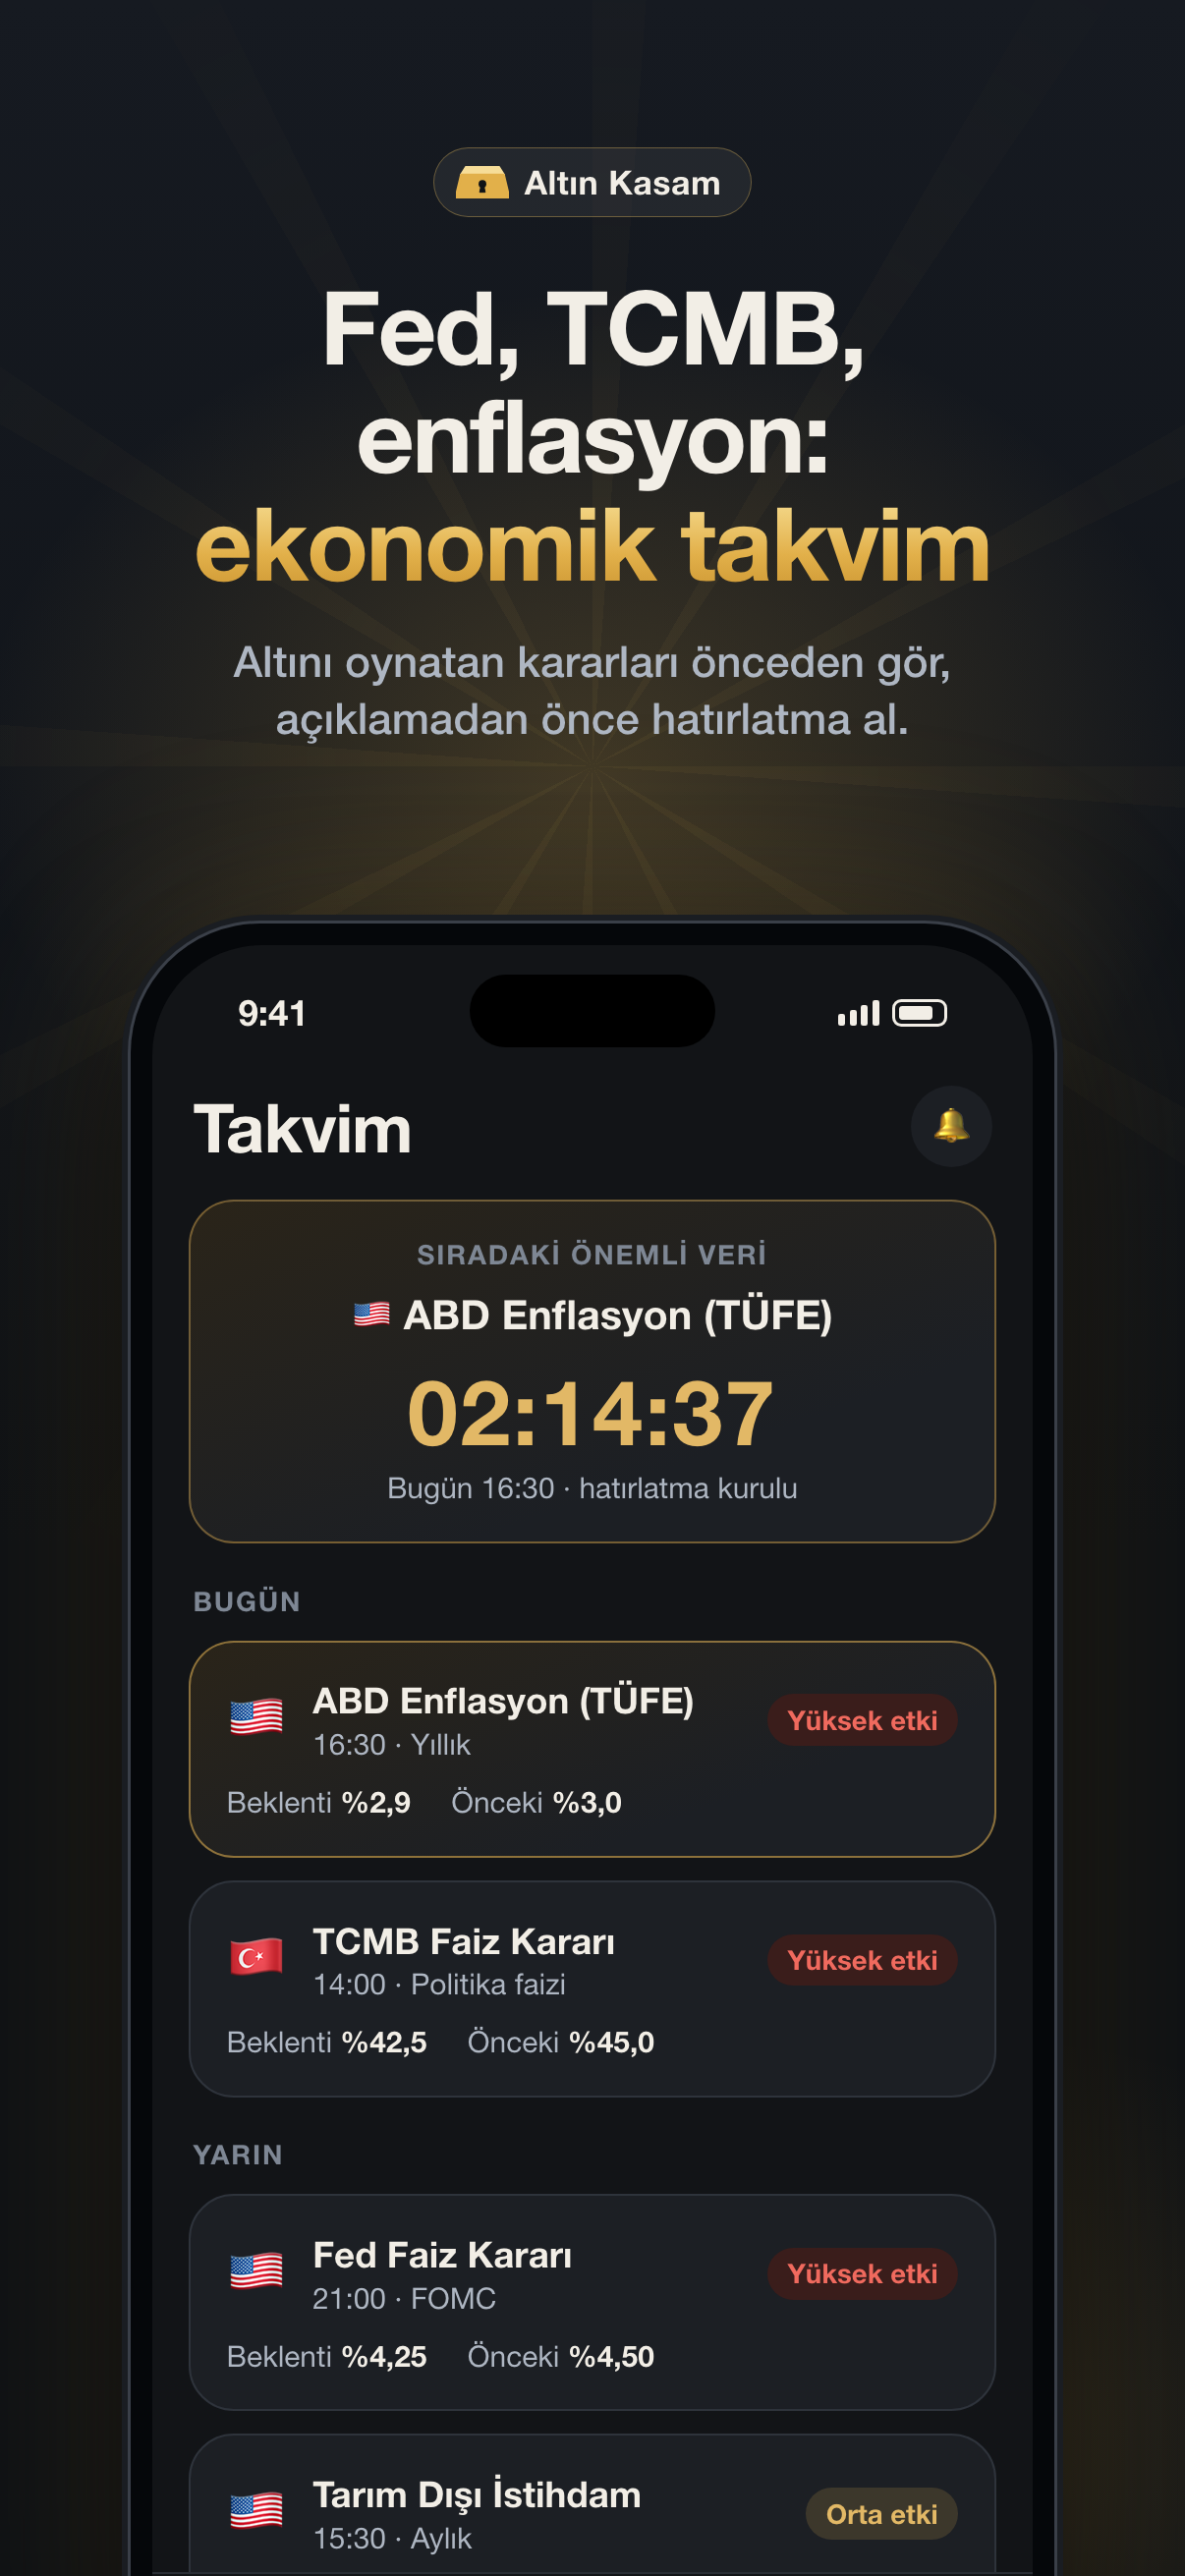 Altın Kasam
Fed, TCMB,
enflasyon:
ekonomik takvim
Altını oynatan kararları önceden gör,
açıklamadan önce hatırlatma al.
9:41
Takvim
SIRADAKİ ÖNEMLİ VERİ
ABD Enflasyon (TÜFE)
02:14:37
Bugün 16:30 · hatırlatma kurulu
BUGÜN
ABD Enflasyon (TÜFE)
Yüksek etki
16:30 · Yıllık
Beklenti %2,9 Önceki %3,0
TCMB Faiz Kararı
Yüksek etki
14:00 · Politika faizi
Beklenti %42,5 Önceki %45,0
YARIN
Fed Faiz Kararı
Yüksek etki
21:00 · FOMC
Beklenti %4,25 Önceki %4,50
Tarım Dışı İstihdam
Orta etki
15:30 · Aylık